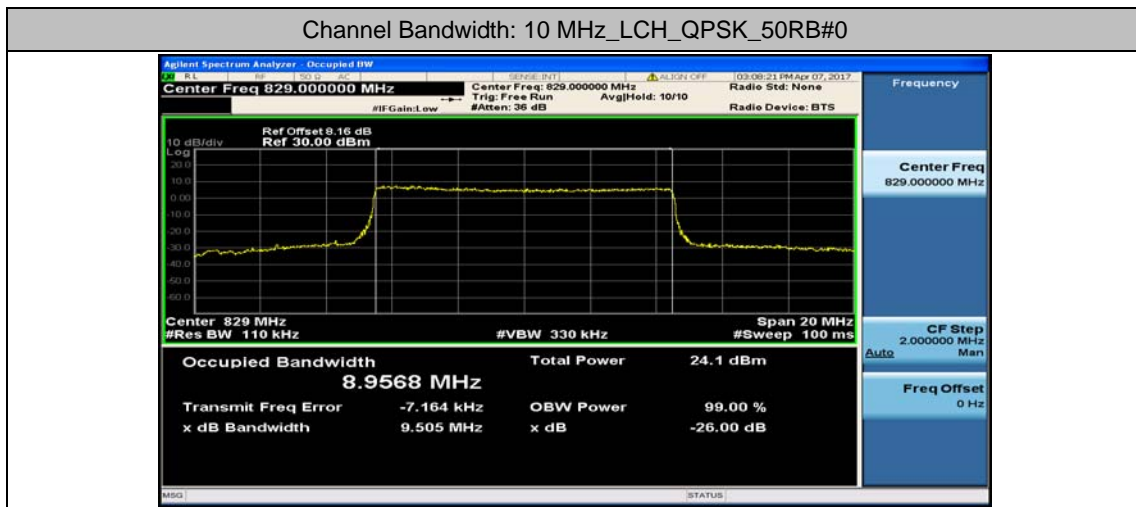 Channel Bandwidth: 10 MHz_LCH_QPSK_50RB#0
Agilent Spectrum Analyzer - Occupied BW
RL RF 50 Ω AC SENSE:INT ALIGN OFF 03:08:21 PM Apr 07, 2017
Center Freq 829.000000 MHz
Center Freq: 829.000000 MHz
Radio Std: None
Trig: Free Run Avg|Hold: 10/10
#IFGain:Low #Atten: 36 dB Radio Device: BTS
Frequency
Ref Offset 8.16 dB
10 dB/div Ref 30.00 dBm
Log
20.0
10.0
0.00
-10.0
-20.0
-30.0
-40.0
-50.0
-60.0
Center 829 MHz Span 20 MHz
#Res BW 110 kHz #VBW 330 kHz #Sweep 100 ms
Center Freq
829.000000 MHz
CF Step
2.000000 MHz
Auto Man
Freq Offset
0 Hz
Occupied Bandwidth Total Power 24.1 dBm
8.9568 MHz
Transmit Freq Error -7.164 kHz OBW Power 99.00 %
x dB Bandwidth 9.505 MHz x dB -26.00 dB
MSG STATUS